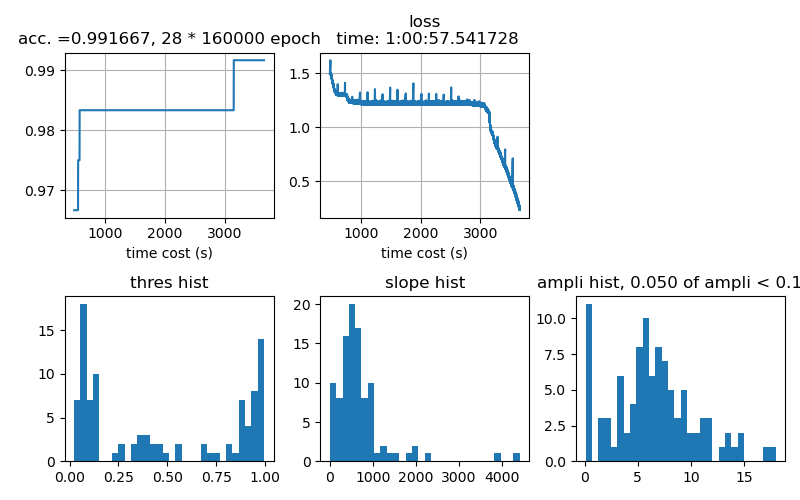 loss
acc. =0.991667, 28 * 160000 epoch time: 1:00:57.541728
0.99
0.98
0.97
1000 2000 3000
time cost (s)
1.5
1.0
0.5
1000 2000 3000
time cost (s)
thres hist
15
10
5
0
0.00 0.25 0.50 0.75 1.00
slope hist
20
15
10
5
0
0 1000 2000 3000 4000
ampli hist, 0.050 of ampli < 0.1
10.0
7.5
5.0
2.5
0.0
0 5 10 15